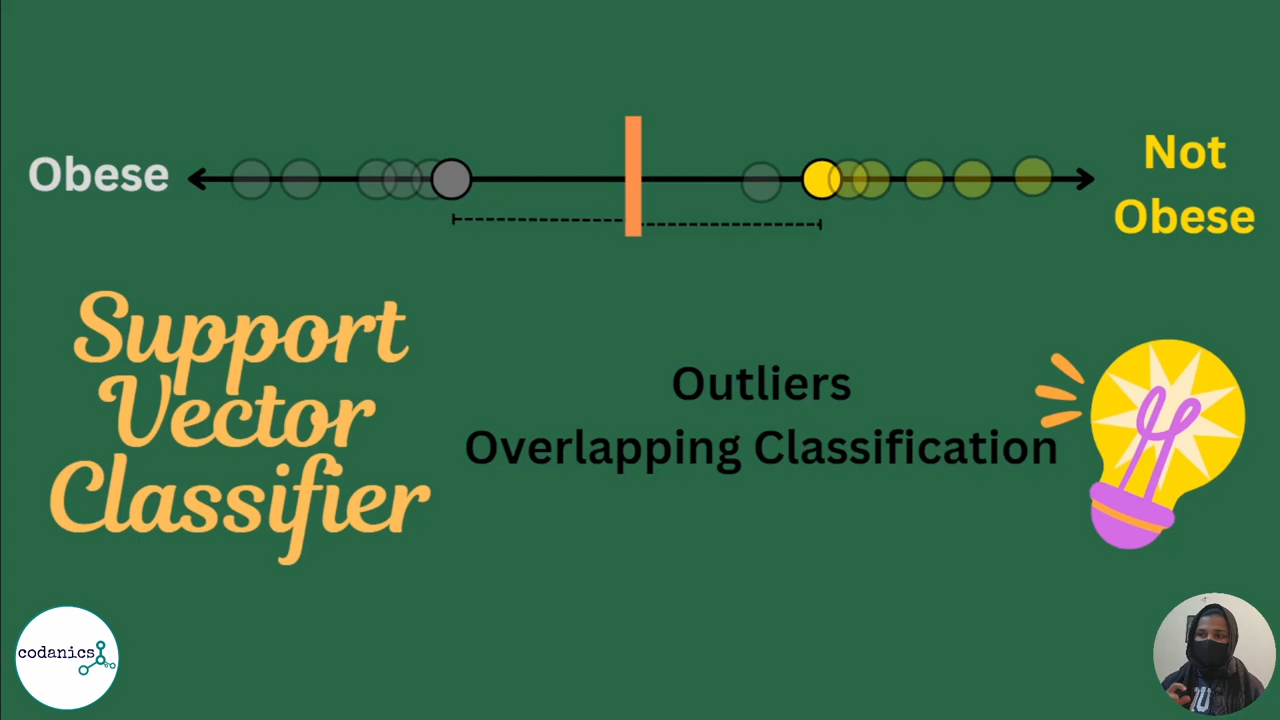 Obese
Not
Obese
Support
Vector
Classifier
Outliers
Overlapping Classification
codanics